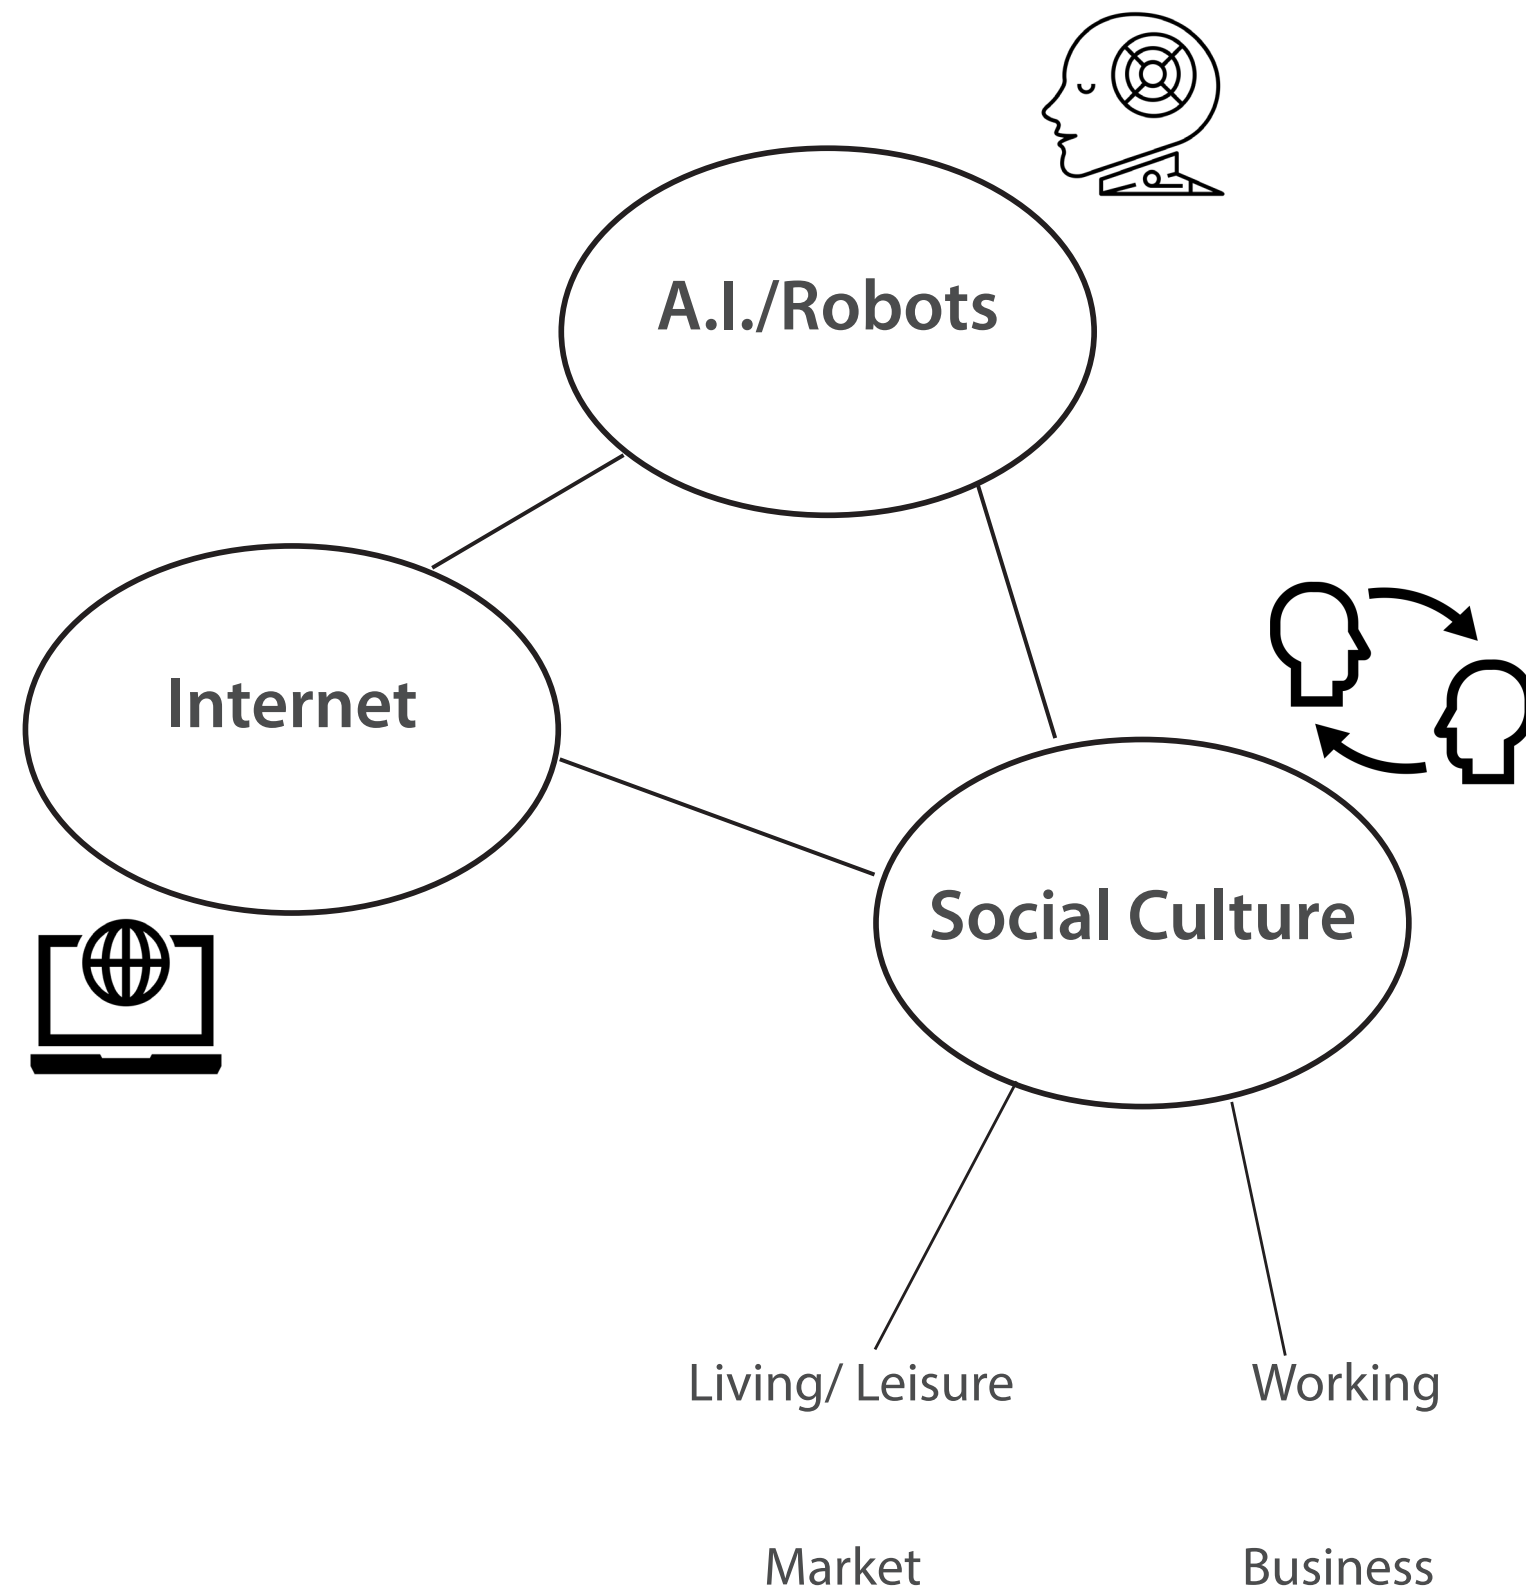 A.I./Robots
Internet
Social Culture
Living/ Leisure
Working
Market
Business